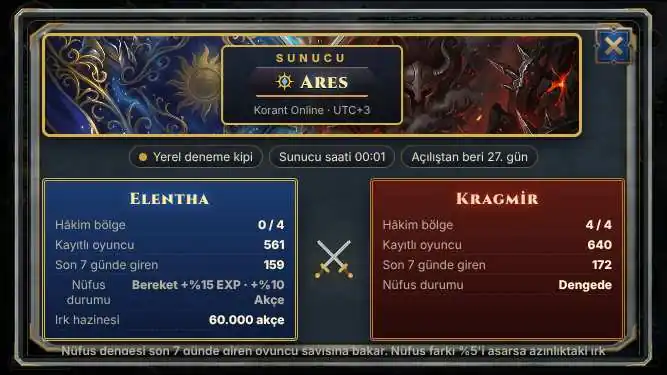 SUNUCU
ARES
Korant Online · UTC+3
Yerel deneme kipi
Sunucu saati 00:01
Açılıştan beri 27. gün
ELENTHA
Hâkim bölge 0 / 4
Kayıtlı oyuncu 561
Son 7 günde giren 159
Nüfus durumu Bereket +%15 EXP · +%10 Akçe
Irk hazinesi 60.000 akçe
KRAGMİR
Hâkim bölge 4 / 4
Kayıtlı oyuncu 640
Son 7 günde giren 172
Nüfus durumu Dengede
Nüfus dengesi son 7 günde giren oyuncu sayısına bakar. Nüfus farkı %5'i aşarsa azınlıktaki ırk